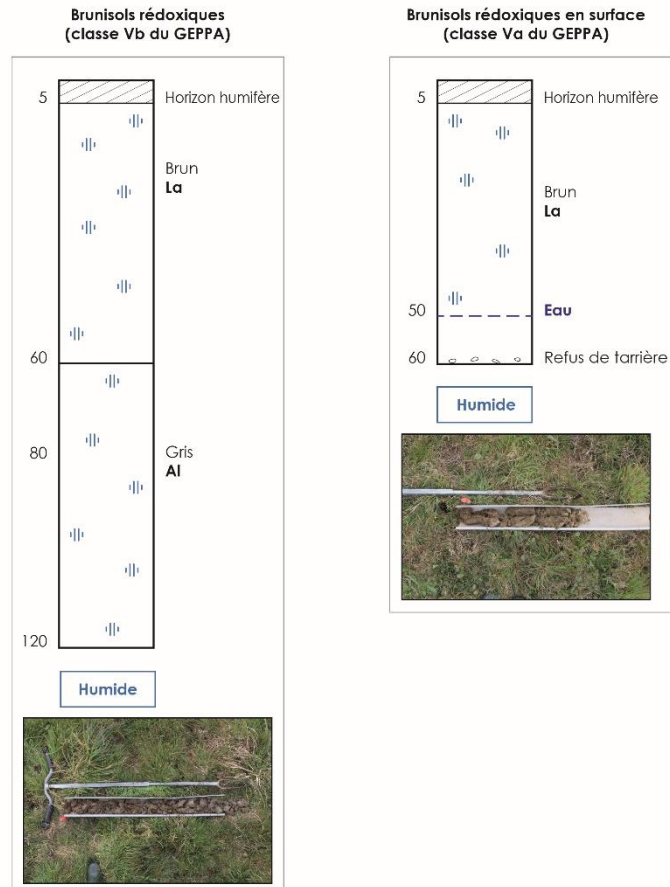 Brunisols rédoxiques
(classe Vb du GEPPA)
5
Horizon humifère
Brun
La
60
80
Gris
Al
120
Humide
Brunisols rédoxiques en surface
(classe Va du GEPPA)
5
Horizon humifère
Brun
La
50
Eau
60
Refus de tarrière
Humide